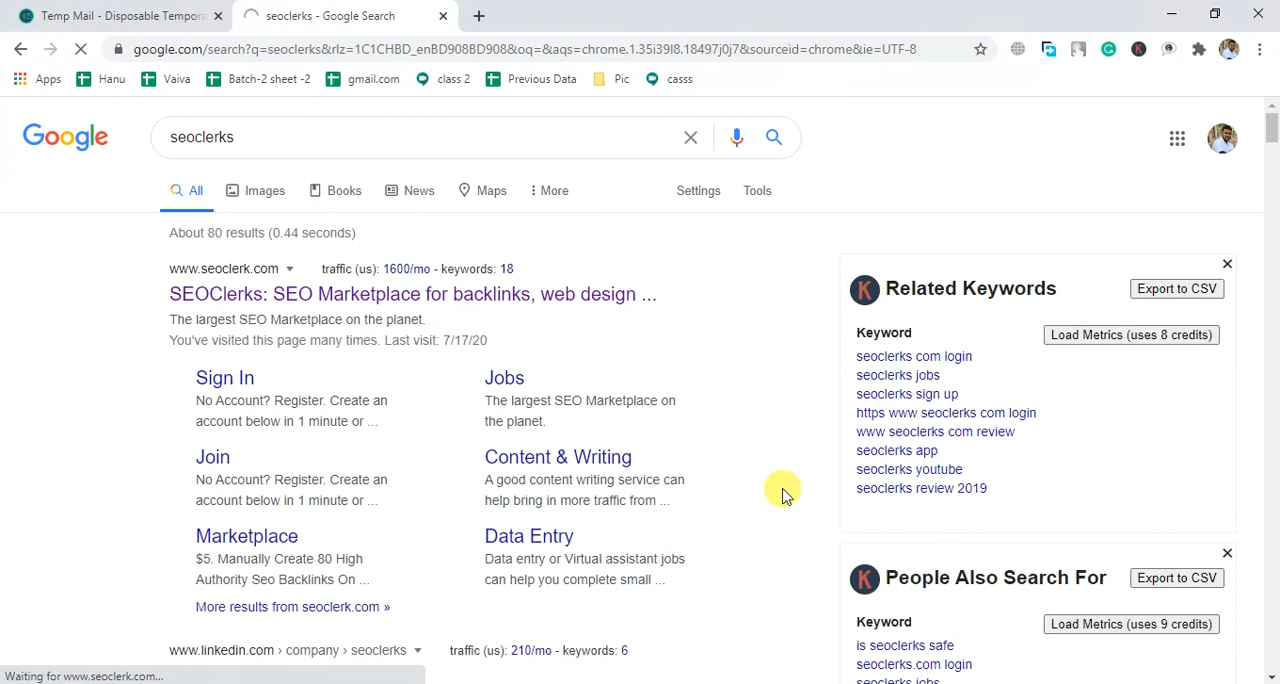 Temp Mail - Disposable Tempora
seoclerks - Google Search
google.com/search?q=seoclerks&rlz=1C1CHBD_enBD908BD908&oq=&aqs=chrome.1.35i39l8.18497j0j7&sourceid=chrome&ie=UTF-8
Apps Hanu Vaiva Batch-2 sheet -2 gmail.com class 2 Previous Data Pic casss
Google
seoclerks
All Images Books News Maps More Settings Tools
About 80 results (0.44 seconds)
www.seoclerk.com traffic (us): 1600/mo - keywords: 18
SEOClerks: SEO Marketplace for backlinks, web design ...
The largest SEO Marketplace on the planet.
You've visited this page many times. Last visit: 7/17/20
Sign In
No Account? Register. Create an
account below in 1 minute or ...
Jobs
The largest SEO Marketplace on
the planet.
Join
No Account? Register. Create an
account below in 1 minute or ...
Content & Writing
A good content writing service can
help bring in more traffic from ...
Marketplace
$5. Manually Create 80 High
Authority Seo Backlinks On ...
Data Entry
Data entry or Virtual assistant jobs
can help you complete small ...
More results from seoclerk.com »
www.linkedin.com › company › seoclerks traffic (us): 210/mo - keywords: 6
K Related Keywords Export to CSV
Keyword Load Metrics (uses 8 credits)
seoclerks com login
seoclerks jobs
seoclerks sign up
https www seoclerks com login
www seoclerks com review
seoclerks app
seoclerks youtube
seoclerks review 2019
K People Also Search For Export to CSV
Keyword Load Metrics (uses 9 credits)
is seoclerks safe
seoclerks.com login
seoclerks jobs
Waiting for www.seoclerk.com...